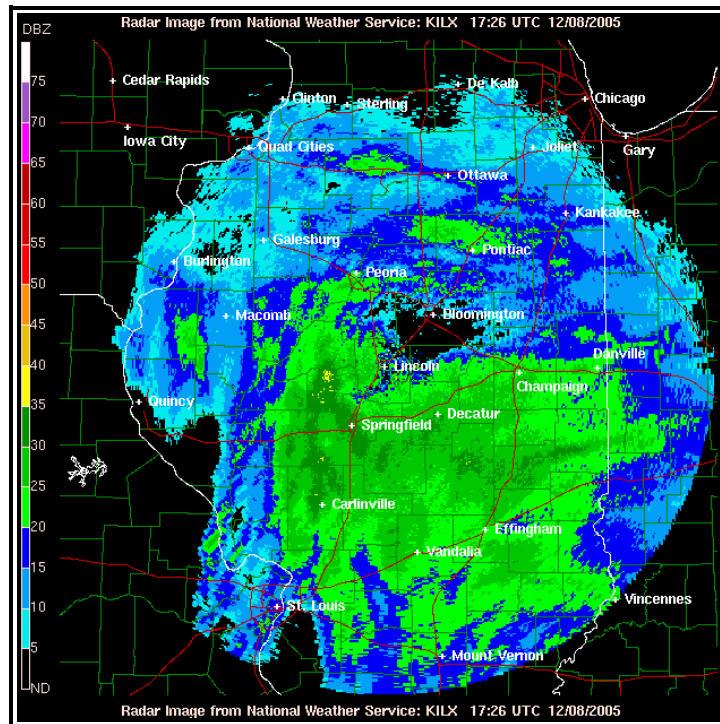 Radar Image from National Weather Service: KILX 17:26 UTC 12/08/2005
DBZ
75
70
65
60
55
50
45
40
35
30
25
20
15
10
5
ND
Cedar Rapids
De Kalb
Clinton
Sterling
Chicago
Iowa City
Quad Cities
Joliet
Gary
Ottawa
Kankakee
Galesburg
Pontiac
Burlington
Peoria
Macomb
Bloomington
Lincoln
Danville
Champaign
Quincy
Decatur
Springfield
Carlinville
Effingham
Vandalia
St. Louis
Vincennes
Mount Vernon
Radar Image from National Weather Service: KILX 17:26 UTC 12/08/2005